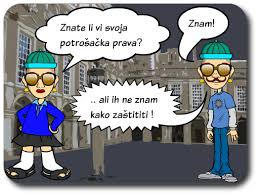 Znate li vi svoja
potrošačka prava?
Znam!
.. ali ih ne znam
kako zaštititi !